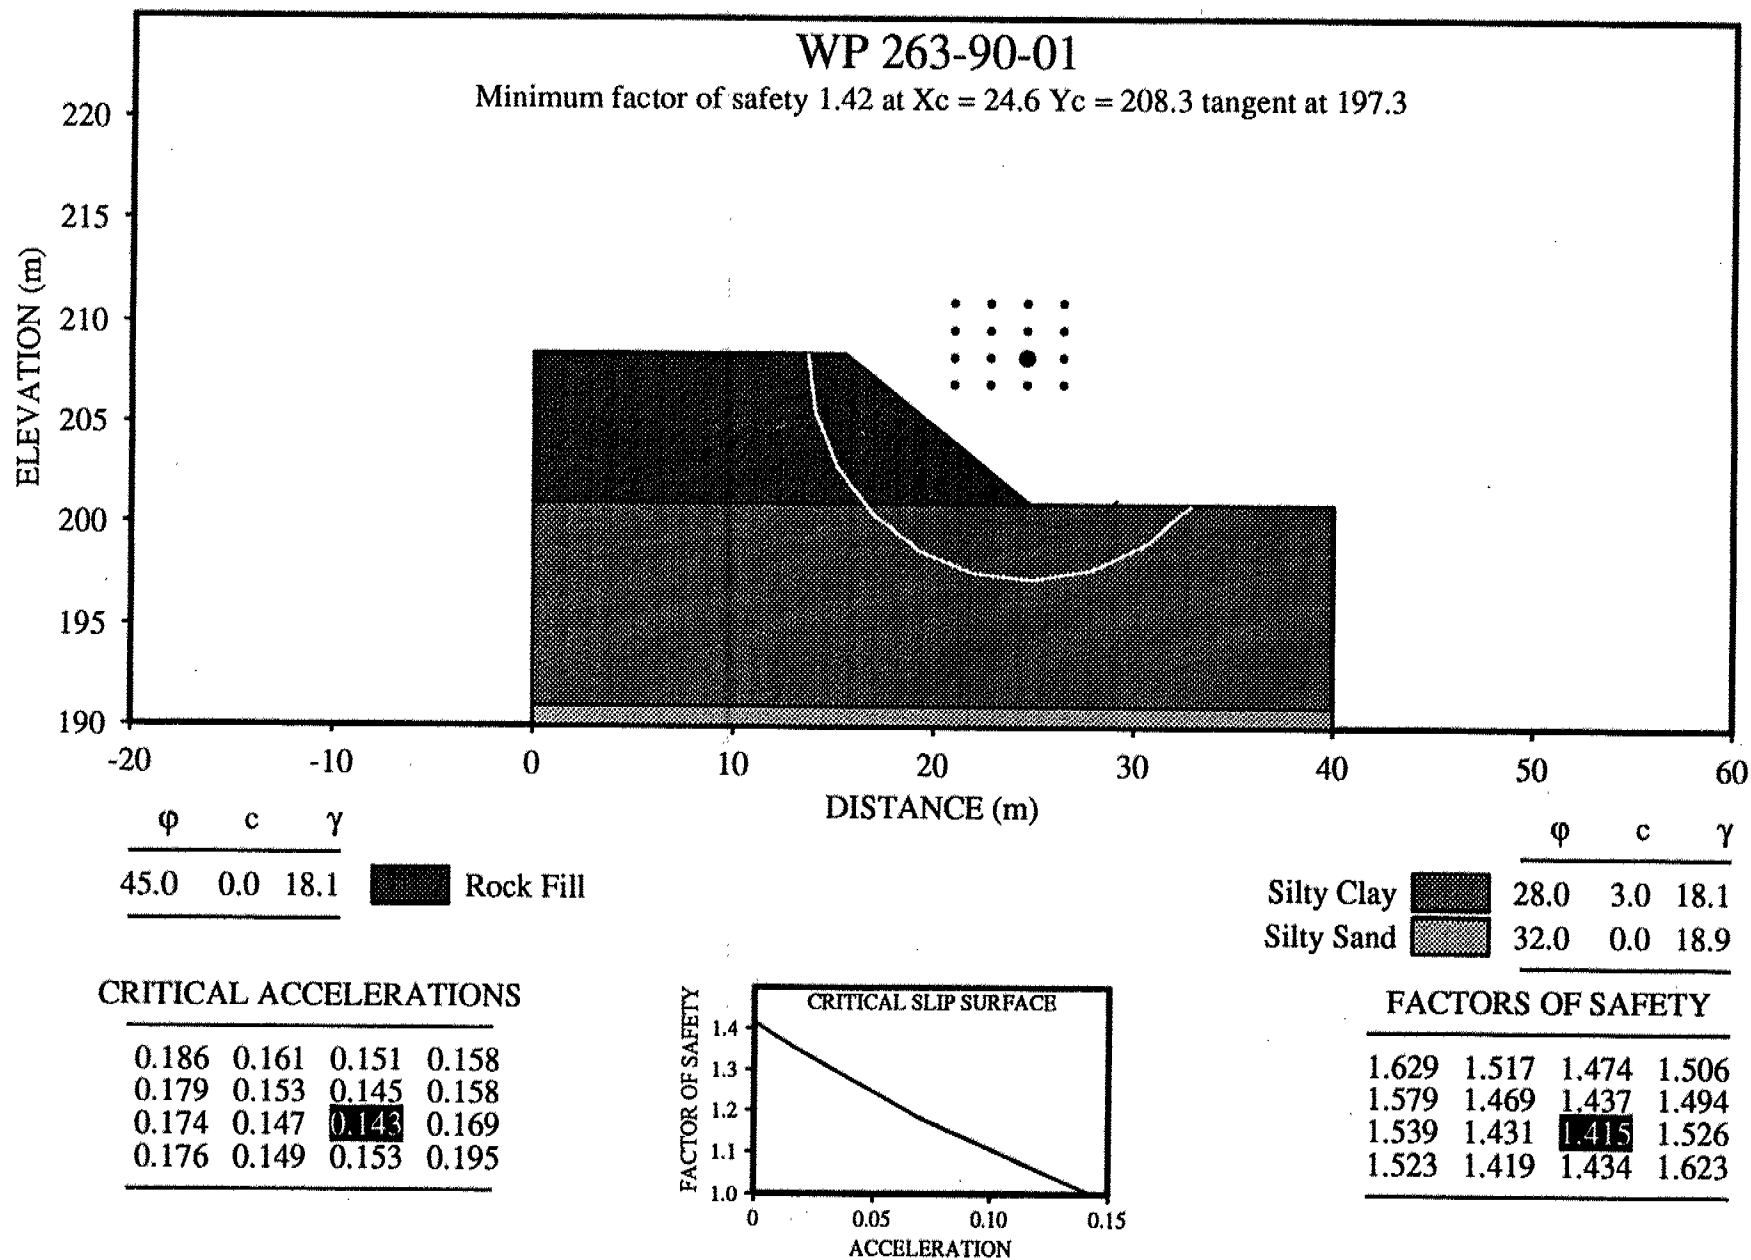 WP 263-90-01
Minimum factor of safety 1.42 at Xc = 24.6 Yc = 208.3 tangent at 197.3
ELEVATION (m)
220
215
210
205
200
195
190
-20 -10 0 10 20 30 40 50 60
DISTANCE (m)
φ c γ
45.0 0.0 18.1 Rock Fill
φ c γ
Silty Clay 28.0 3.0 18.1
Silty Sand 32.0 0.0 18.9
CRITICAL ACCELERATIONS
0.186 0.161 0.151 0.158
0.179 0.153 0.145 0.158
0.174 0.147 0.143 0.169
0.176 0.149 0.153 0.195
CRITICAL SLIP SURFACE
FACTOR OF SAFETY
1.4
1.3
1.2
1.1
1.0
0 0.05 0.10 0.15
ACCELERATION
FACTORS OF SAFETY
1.629 1.517 1.474 1.506
1.579 1.469 1.437 1.494
1.539 1.431 1.415 1.526
1.523 1.419 1.434 1.623